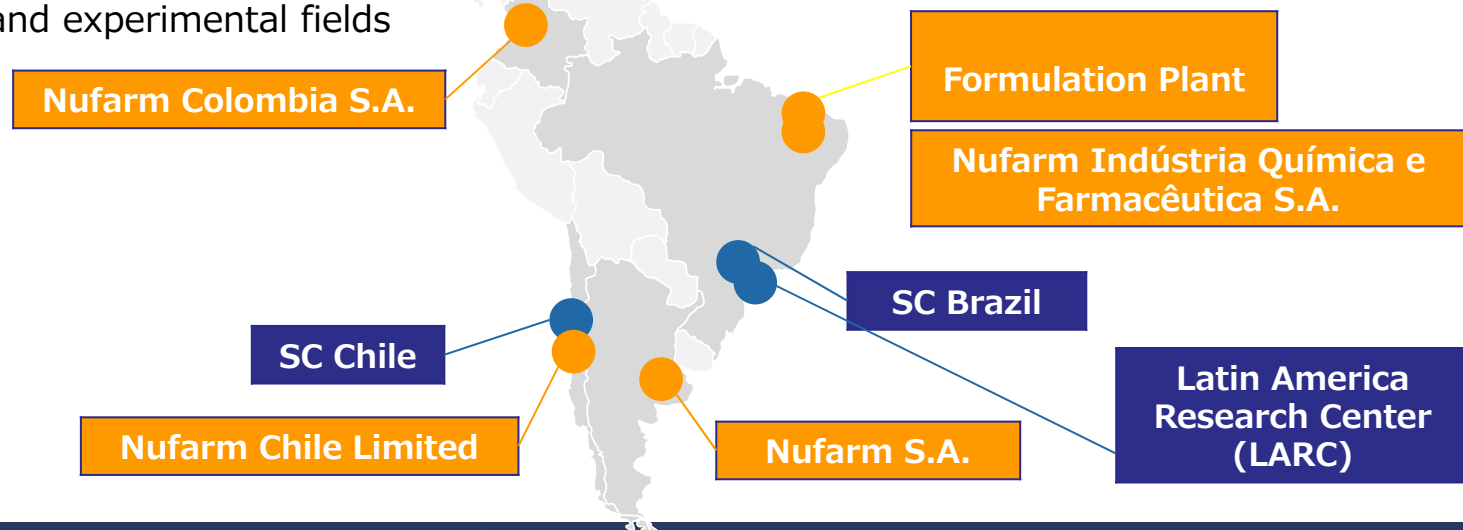 and experimental fields
Nufarm Colombia S.A.
Formulation Plant
Nufarm Indústria Química e
Farmacêutica S.A.
SC Brazil
SC Chile
Latin America
Research Center
(LARC)
Nufarm Chile Limited
Nufarm S.A.